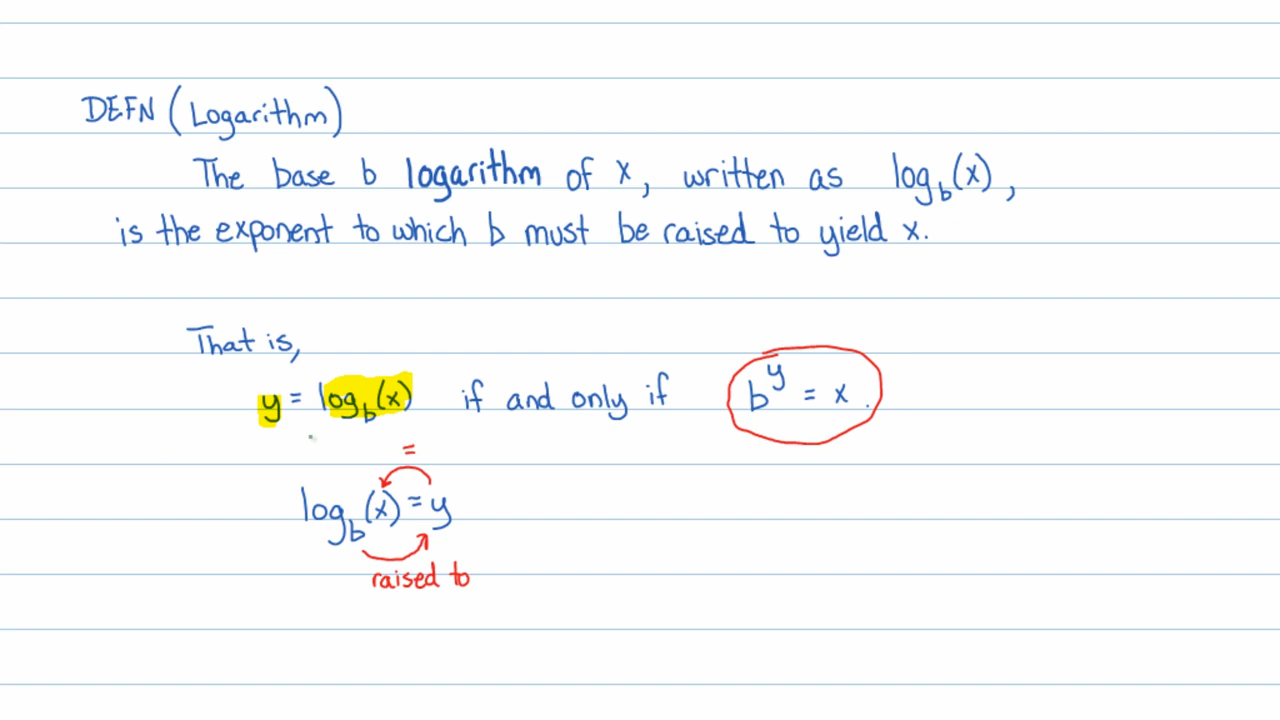 DEFN (Logarithm)
The base b logarithm of x, written as log_b(x),
is the exponent to which b must be raised to yield x.
That is,
y = log_b(x) if and only if b^y = x.
=
log_b(x) = y
raised to